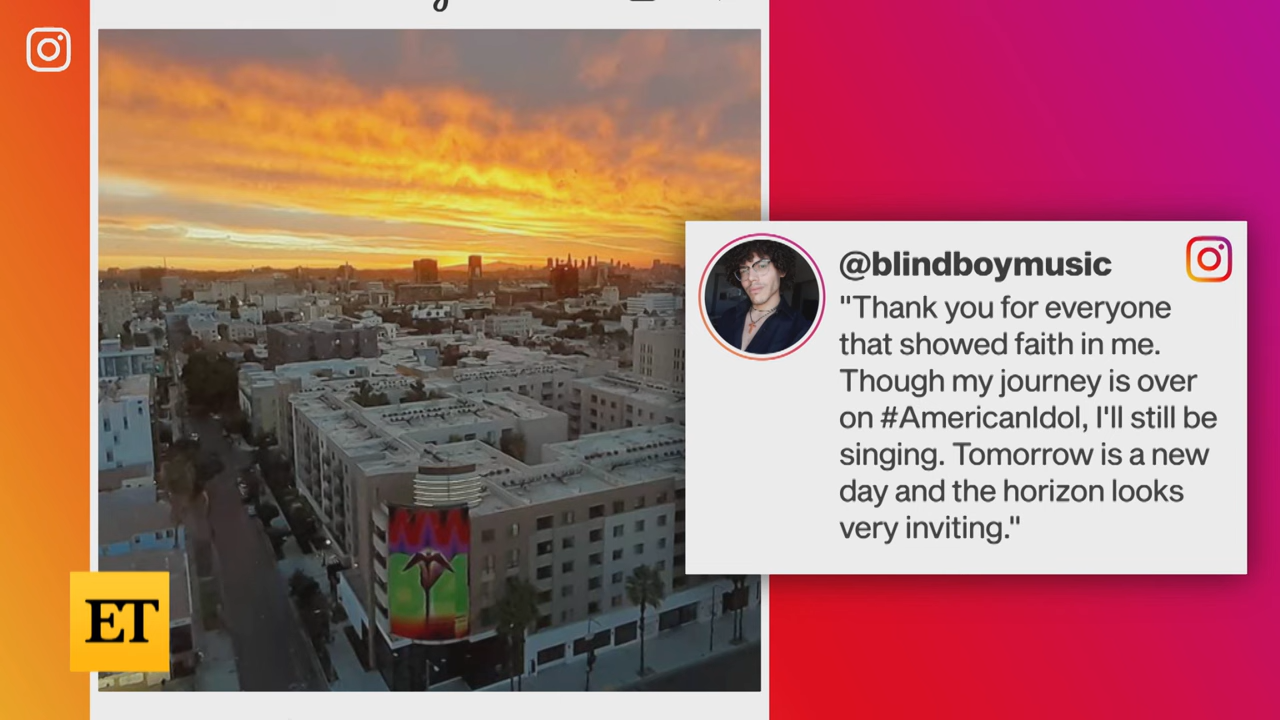 @blindboymusic
"Thank you for everyone
that showed faith in me.
Though my journey is over
on #AmericanIdol, I'll still be
singing. Tomorrow is a new
day and the horizon looks
very inviting."
ET